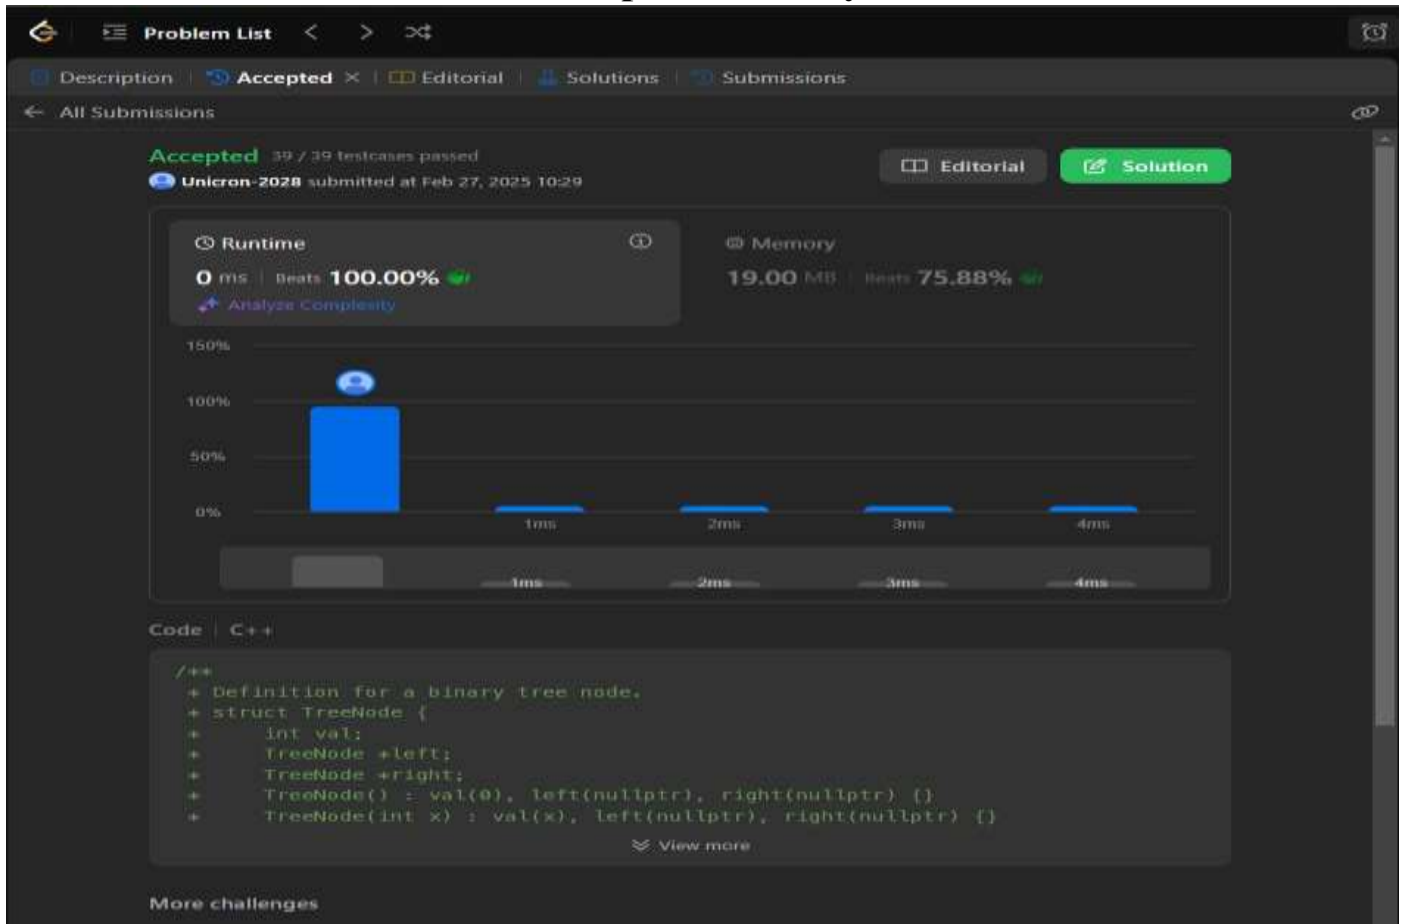 Problem List
Description | Accepted × | Editorial | Solutions | Submissions
← All Submissions
Accepted 39 / 39 testcases passed
Unicron-2028 submitted at Feb 27, 2025 10:29
Editorial
Solution
Runtime
0 ms | Beats 100.00%
Analyze Complexity
Memory
19.00 MB | Beats 75.88%
150%
100%
50%
0%
1ms 2ms 3ms 4ms
1ms 2ms 3ms 4ms
Code | C++
/**
* Definition for a binary tree node.
* struct TreeNode {
* int val;
* TreeNode *left;
* TreeNode *right;
* TreeNode() : val(0), left(nullptr), right(nullptr) {}
* TreeNode(int x) : val(x), left(nullptr), right(nullptr) {}
View more
More challenges